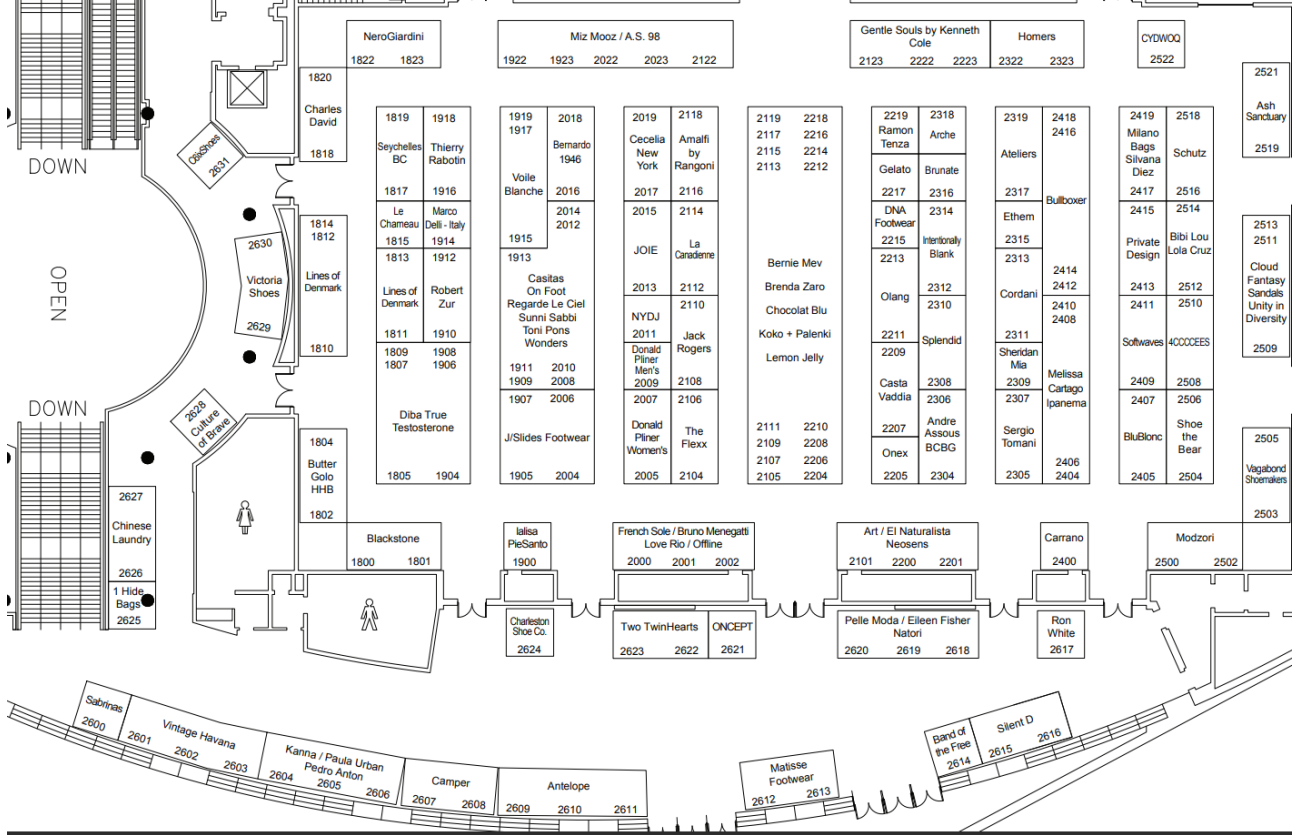 NeroGiardini
1822 1823
Miz Mooz / A.S. 98
1922 1923 2022 2023 2122
Gentle Souls by Kenneth
Cole
2123 2222 2223
Homers
2322 2323
CYDWOQ
2522
1820
Charles
David
1818
2521
Ash
Sanctuary
2519
C6ixShoes
2631
DOWN
1819
Seychelles
BC
1817
1918
Thierry
Rabotin
1916
Le
Chameau
1815
Marco
Delli - Italy
1914
1813
Lines of
Denmark
1811
1912
Robert
Zur
1910
1809 1908
1807 1906
Diba True
Testosterone
1805 1904
1919
1917
Voile
Blanche
1915
2018
Bernardo
1946
2016
2014
2012
1913
Casitas
On Foot
Regarde Le Ciel
Sunni Sabbi
Toni Pons
Wonders
1911 2010
1909 2008
1907 2006
J/Slides Footwear
1905 2004
2019
Cecelia
New
York
2017
2118
Amalfi
by
Rangoni
2116
2015
JOIE
2013
2114
La
Canadienne
2112
NYDJ
2011
2110
Jack
Rogers
2108
Donald
Pliner
Men's
2009
2007
Donald
Pliner
Women's
2005
2106
The
Flexx
2104
2119 2218
2117 2216
2115 2214
2113 2212
Bernie Mev
Brenda Zaro
Chocolat Blu
Koko + Palenki
Lemon Jelly
2111 2210
2109 2208
2107 2206
2105 2204
2219
Ramon
Tenza
2318
Arche
Gelato
2217
Brunate
2316
DNA
Footwear
2215
2314
Intentionally
Blank
2312
2213
Olang
2211
2310
Splendid
2308
2209
Casta
Vaddia
2207
2306
Andre
Assous
BCBG
2304
Onex
2205
2319
Ateliers
2317
2418
2416
Bullboxer
2414
2412
Ethem
2315
2313
Cordani
2311
2410
2408
Melissa
Cartago
Ipanema
2406
2404
Sheridan
Mia
2309
2307
Sergio
Tomani
2305
2419
Milano
Bags
Silvana
Diez
2417
2518
Schutz
2516
2415
Private
Design
2413
2514
Bibi Lou
Lola Cruz
2512
2411
Softwaves
2409
2510
4CCCCEES
2508
2407
BluBlonc
2405
2506
Shoe
the
Bear
2504
2513
2511
Cloud
Fantasy
Sandals
Unity in
Diversity
2509
2505
Vagabond
Shoemakers
2503
OPEN
2630
Victoria
Shoes
2629
1814
1812
Lines of
Denmark
1810
DOWN
2628
Culture
of Brave
1804
Butter
Golo
HHB
1802
2627
Chinese
Laundry
2626
1 Hide
Bags
2625
Blackstone
1800 1801
Ialisa
PieSanto
1900
French Sole / Bruno Menegatti
Love Rio / Offline
2000 2001 2002
Art / El Naturalista
Neosens
2101 2200 2201
Carrano
2400
Modzori
2500 2502
Charleston
Shoe Co.
2624
Two TwinHearts
2623 2622
ONCEPT
2621
Pelle Moda / Eileen Fisher
Natori
2620 2619 2618
Ron
White
2617
Sabrinas
2600
Vintage Havana
2601 2602 2603
Kanna / Paula Urban
Pedro Anton
2604 2605 2606
Camper
2607 2608
Antelope
2609 2610 2611
Matisse
Footwear
2612 2613
Band of
the Free
2614
Silent D
2615 2616